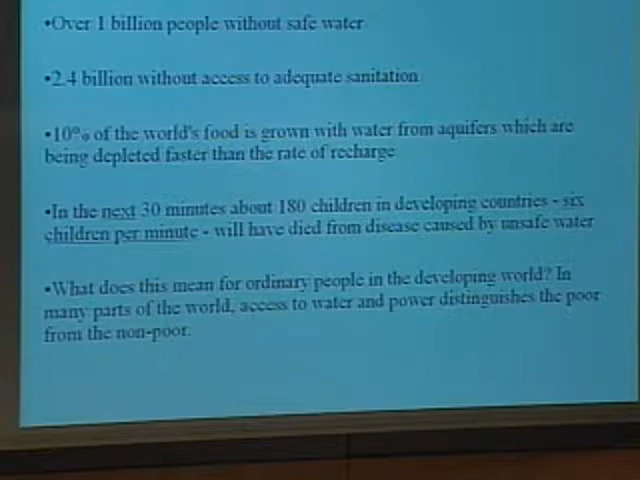 •Over 1 billion people without safe water
•2.4 billion without access to adequate sanitation
•10% of the world's food is grown with water from aquifers which are
being depleted faster than the rate of recharge
•In the next 30 minutes about 180 children in developing countries - six
children per minute - will have died from disease caused by unsafe water
•What does this mean for ordinary people in the developing world? In
many parts of the world, access to water and power distinguishes the poor
from the non-poor.